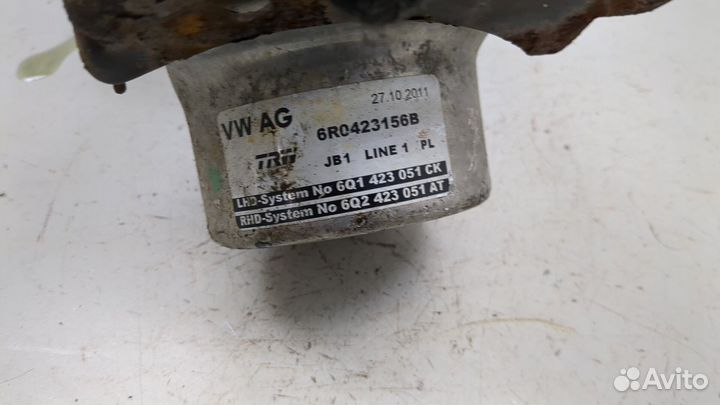 27.10.2011
VW AG
6R0423156B
TRW
JB1 LINE 1 PL
LHD-System No 6Q1 423 051 CK
RHD-System No 6Q2 423 051 AT
Avito